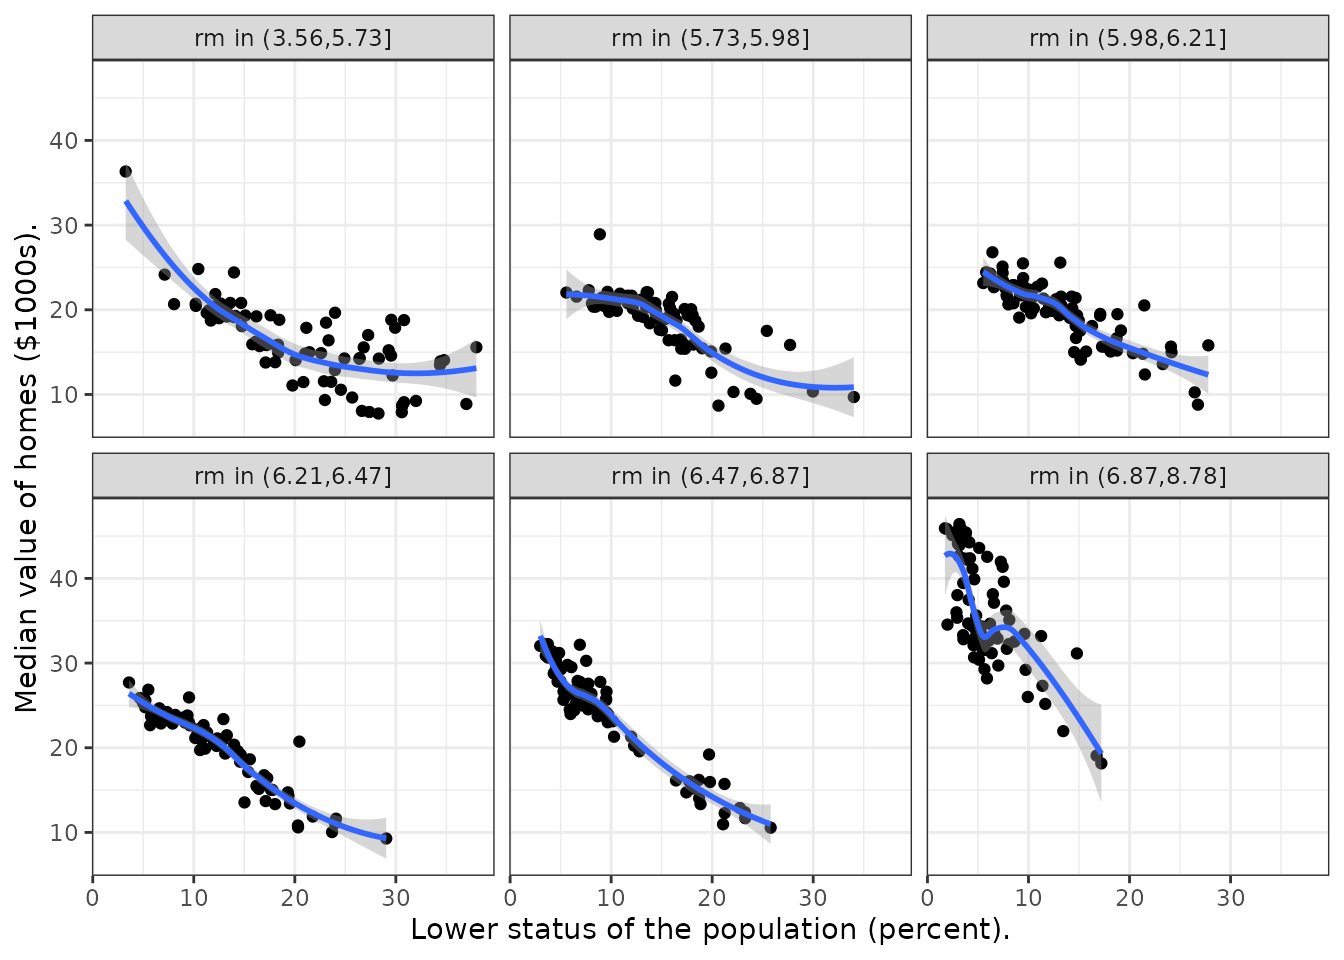 rm in (3.56,5.73]
rm in (5.73,5.98]
rm in (5.98,6.21]
40
30
20
10
rm in (6.21,6.47]
rm in (6.47,6.87]
rm in (6.87,8.78]
40
30
20
10
0 10 20 30
0 10 20 30
0 10 20 30
Lower status of the population (percent).
Median value of homes ($1000s).